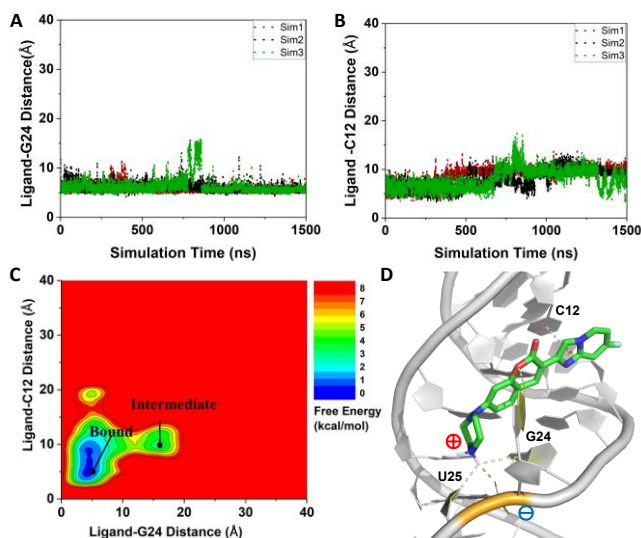 A
Ligand-G24 Distance(Å)
40
30
20
10
0
0 500 1000 1500
Simulation Time (ns)
Sim1
Sim2
Sim3
B
Ligand -C12 Distance (Å)
40
30
20
10
0
0 500 1000 1500
Simulation Time (ns)
Sim1
Sim2
Sim3
C
Ligand-C12 Distance (Å)
40
30
20
10
0
0 10 20 30 40
Ligand-G24 Distance (Å)
Bound
Intermediate
8
7
6
5
4
3
2
1
0
Free Energy
(kcal/mol)
D
C12
G24
U25
⊕
⊖